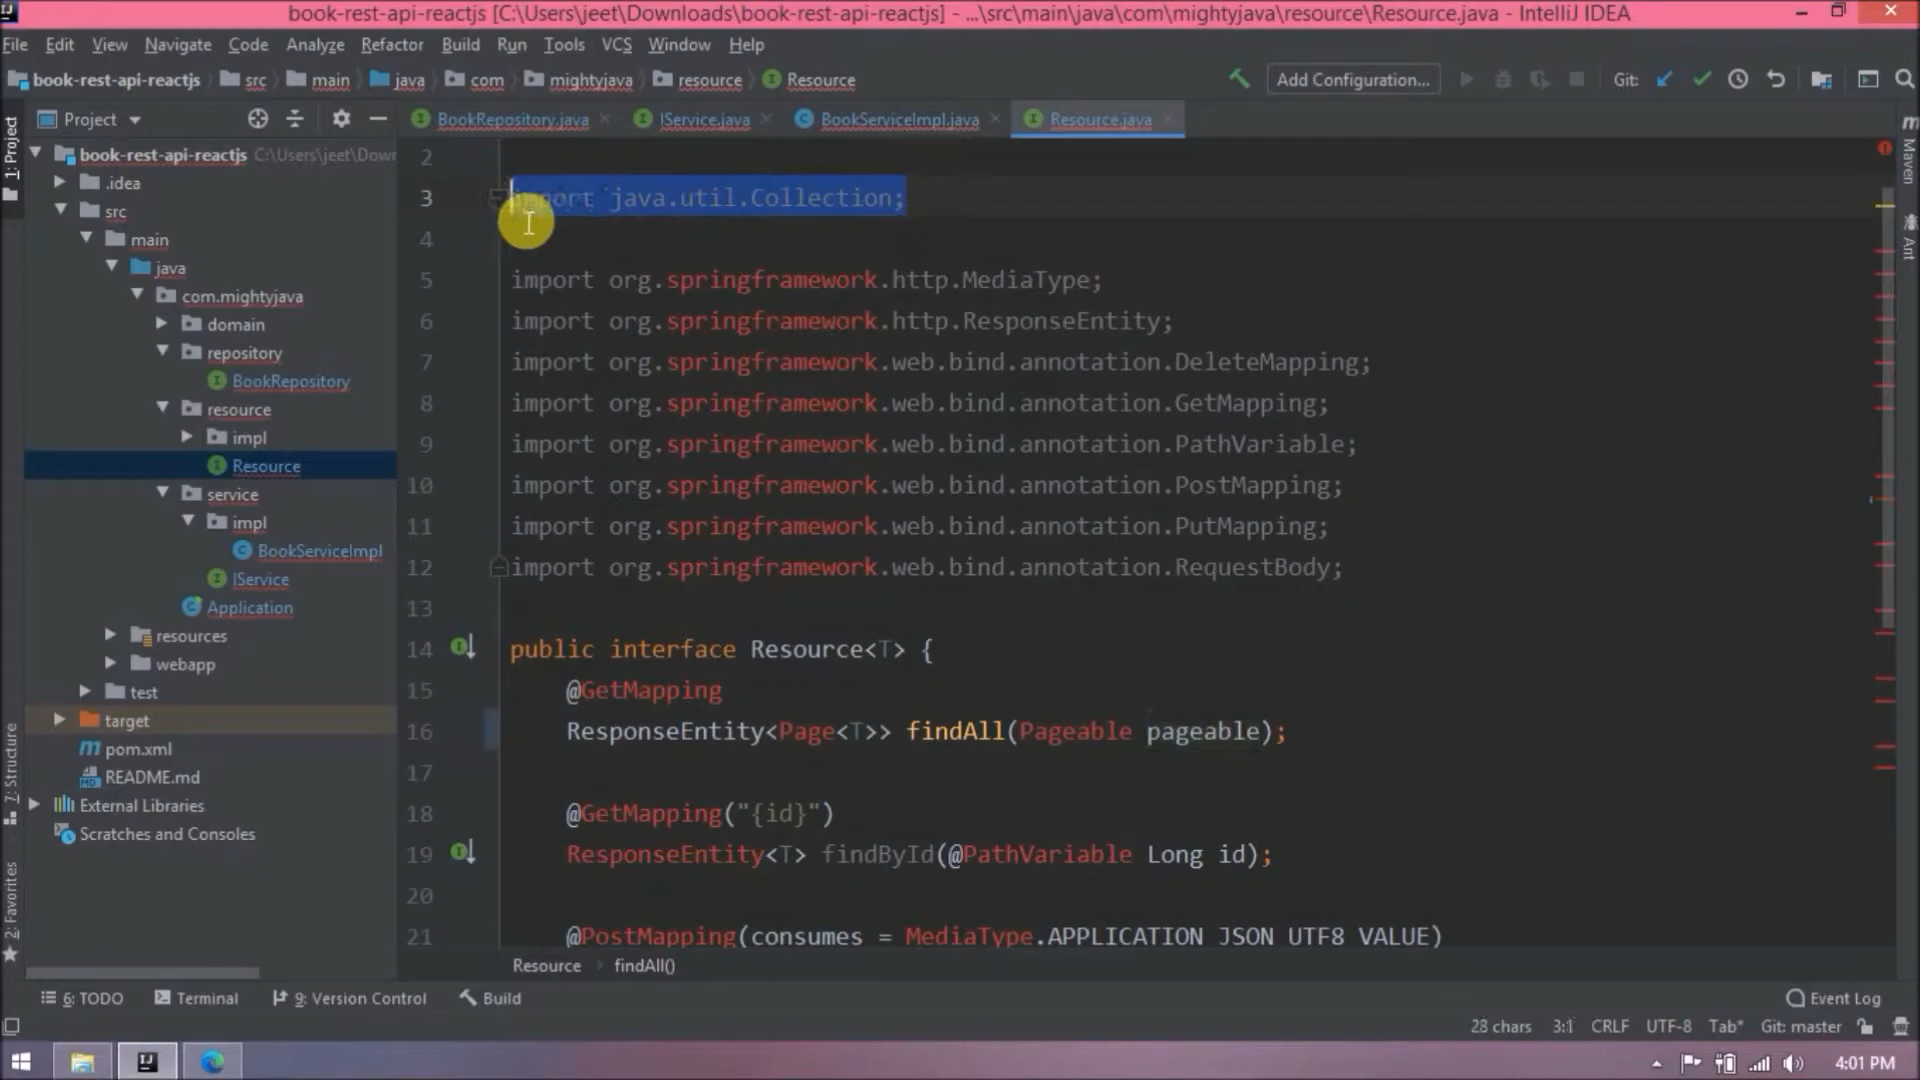 book-rest-api-reactjs [C:\Users\jeet\Downloads\book-rest-api-reactjs] - ...\src\main\java\com\mightyjava\resource\Resource.java - IntelliJ IDEA
File Edit View Navigate Code Analyze Refactor Build Run Tools VCS Window Help
book-rest-api-reactjs src main java com mightyjava resource Resource Add Configuration... Git:
Project BookRepository.java IService.java BookServiceImpl.java Resource.java
1: Project
Maven
Ant
7: Structure
2: Favorites
book-rest-api-reactjs C:\Users\jeet\Down
.idea
src
main
java
com.mightyjava
domain
repository
BookRepository
resource
impl
Resource
service
impl
BookServiceImpl
IService
Application
resources
webapp
test
target
pom.xml
README.md
External Libraries
Scratches and Consoles
2
3 import java.util.Collection;
4
5 import org.springframework.http.MediaType;
6 import org.springframework.http.ResponseEntity;
7 import org.springframework.web.bind.annotation.DeleteMapping;
8 import org.springframework.web.bind.annotation.GetMapping;
9 import org.springframework.web.bind.annotation.PathVariable;
10 import org.springframework.web.bind.annotation.PostMapping;
11 import org.springframework.web.bind.annotation.PutMapping;
12 import org.springframework.web.bind.annotation.RequestBody;
13
14 public interface Resource<T> {
15 @GetMapping
16 ResponseEntity<Page<T>> findAll(Pageable pageable);
17
18 @GetMapping("{id}")
19 ResponseEntity<T> findById(@PathVariable Long id);
20
21 @PostMapping(consumes = MediaType.APPLICATION_JSON_UTF8_VALUE)
Resource findAll()
6: TODO Terminal 9: Version Control Build Event Log
28 chars 3:1 CRLF UTF-8 Tab* Git: master
4:01 PM